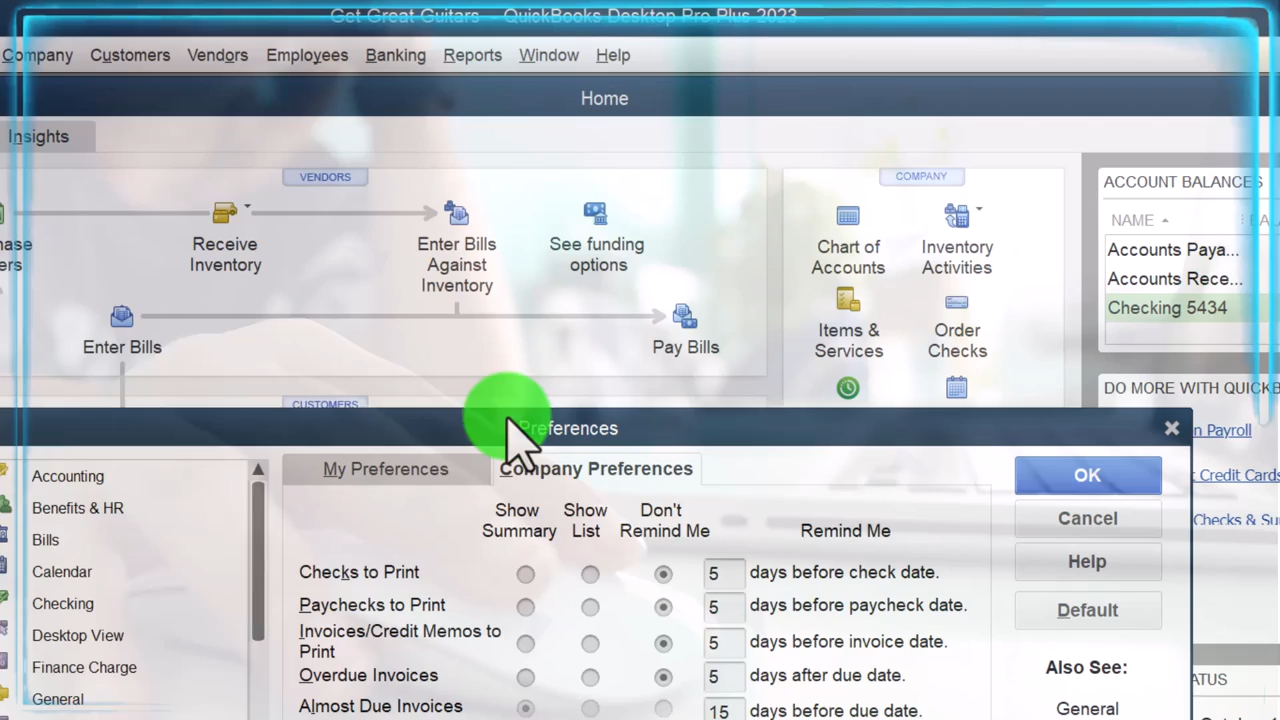 Get Great Guitars - QuickBooks Desktop Pro Plus 2023
Company Customers Vendors Employees Banking Reports Window Help
Home
Insights
VENDORS
COMPANY
ACCOUNT BALANCES
NAME
Receive
Inventory
Enter Bills
Against
Inventory
See funding
options
Chart of
Accounts
Inventory
Activities
Accounts Paya...
Accounts Rece...
Checking 5434
Enter Bills
Pay Bills
Items &
Services
Order
Checks
CUSTOMERS
DO MORE WITH QUICKB
n Payroll
Credit Cards
Checks & Su
Preferences
Accounting
Benefits & HR
Bills
Calendar
Checking
Desktop View
Finance Charge
General
My Preferences
Company Preferences
Show
Summary
Show
List
Don't
Remind Me
Remind Me
Checks to Print 5 days before check date.
Paychecks to Print 5 days before paycheck date.
Invoices/Credit Memos to
Print
5 days before invoice date.
Overdue Invoices 5 days after due date.
Almost Due Invoices 15 days before due date.
OK
Cancel
Help
Default
Also See:
General
ATUS